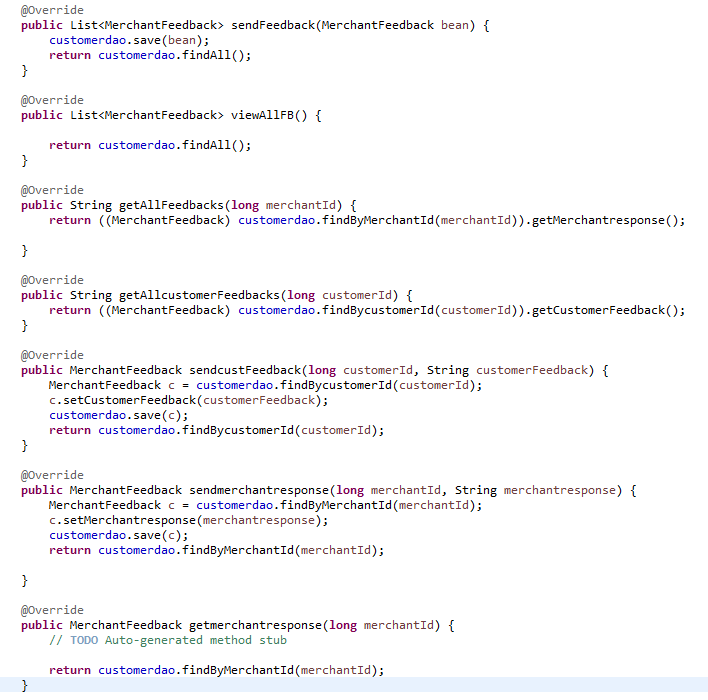 @Override
public List<MerchantFeedback> sendFeedback(MerchantFeedback bean) {
customerdao.save(bean);
return customerdao.findAll();
}
@Override
public List<MerchantFeedback> viewAllFB() {
return customerdao.findAll();
}
@Override
public String getAllFeedbacks(long merchantId) {
return ((MerchantFeedback) customerdao.findByMerchantId(merchantId)).getMerchantresponse();
}
@Override
public String getAllcustomerFeedbacks(long customerId) {
return ((MerchantFeedback) customerdao.findBycustomerId(customerId)).getCustomerFeedback();
}
@Override
public MerchantFeedback sendcustFeedback(long customerId, String customerFeedback) {
MerchantFeedback c = customerdao.findBycustomerId(customerId);
c.setCustomerFeedback(customerFeedback);
customerdao.save(c);
return customerdao.findBycustomerId(customerId);
}
@Override
public MerchantFeedback sendmerchantresponse(long merchantId, String merchantresponse) {
MerchantFeedback c = customerdao.findByMerchantId(merchantId);
c.setMerchantresponse(merchantresponse);
customerdao.save(c);
return customerdao.findByMerchantId(merchantId);
}
@Override
public MerchantFeedback getmerchantresponse(long merchantId) {
// TODO Auto-generated method stub
return customerdao.findByMerchantId(merchantId);
}